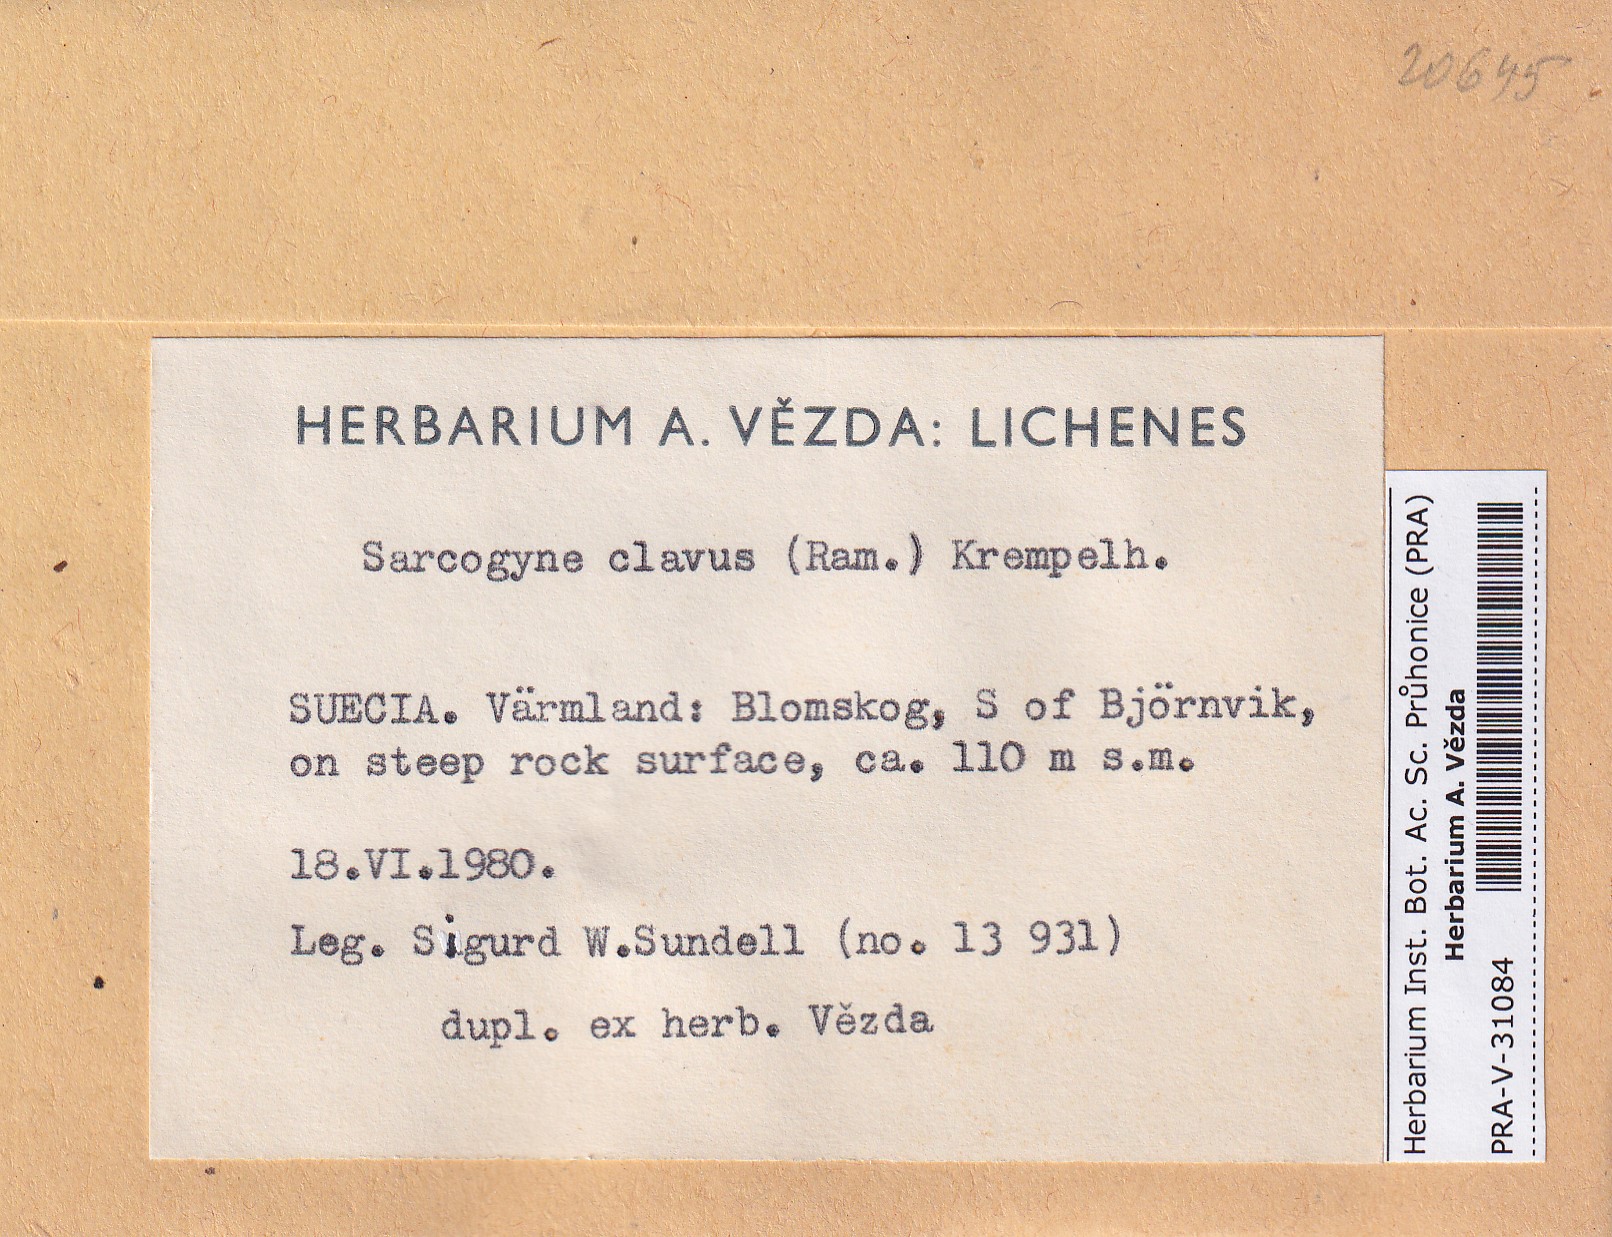 20645
HERBARIUM A. VĚZDA: LICHENES
Sarcogyne clavus (Ram.) Krempelh.
SUECIA. Värmland: Blomskog, S of Björnvik,
on steep rock surface, ca. 110 m s.m.
18.VI.1980.
Leg. Sigurd W.Sundell (no. 13 931)
dupl. ex herb. Vězda
Herbarium Inst. Bot. Ac. Sc. Průhonice (PRA)
Herbarium A. Vězda
PRA-V-31084